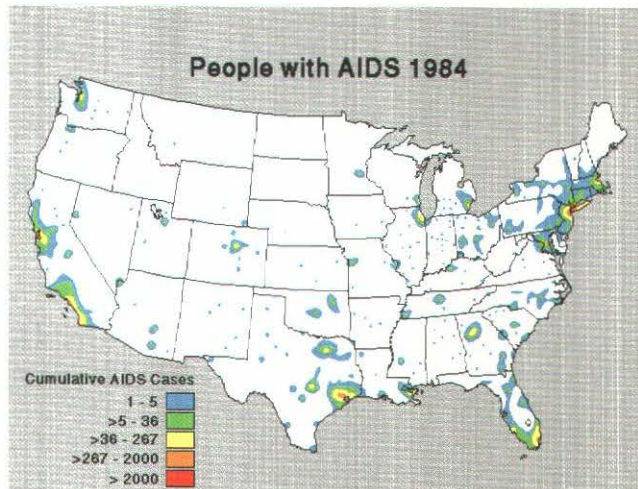 People with AIDS 1984
Cumulative AIDS Cases
1 - 5
>5 - 36
>36 - 267
>267 - 2000
> 2000